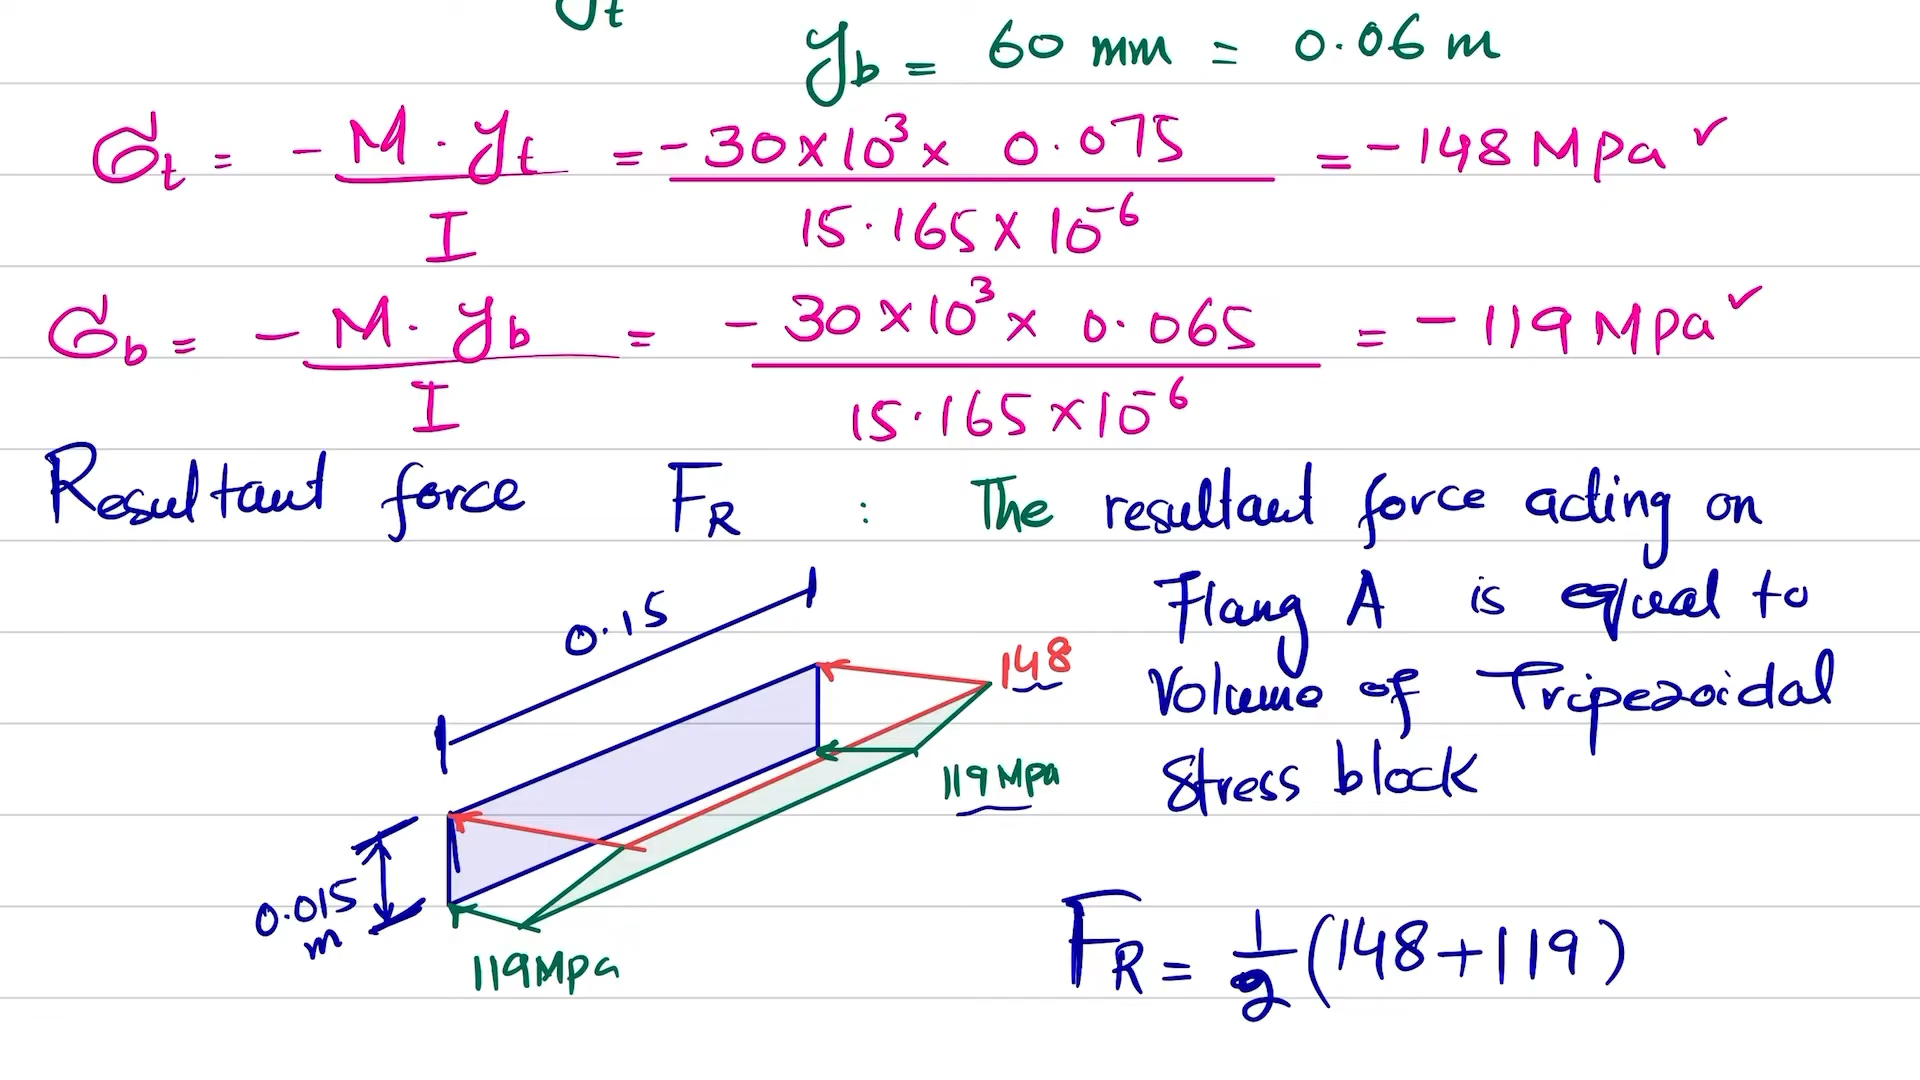 yt
yb = 60 mm = 0.06 m
σt = - M · yt / I = -30×10³ × 0.075 / 15.165 × 10⁻⁶ = -148 MPa ✓
σb = - M · yb / I = - 30×10³ × 0.065 / 15.165 × 10⁻⁶ = - 119 MPa ✓
Resultant force FR : The resultant force acting on
Flang A is equal to
Volume of Tripezoidal
Stress block
0.15
148
119 MPa
0.015
m
119 MPa
FR = 1/2 (148+119)